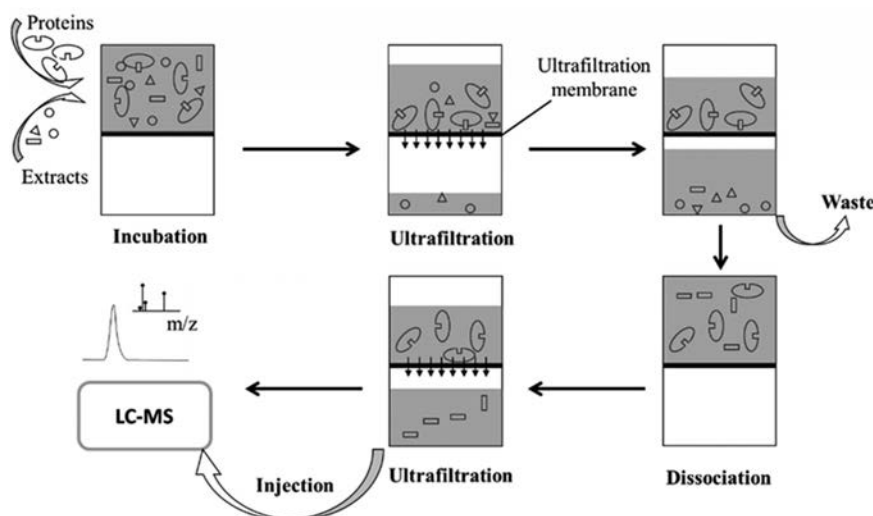 Proteins
Extracts
Incubation
Ultrafiltration
Ultrafiltration
membrane
Waste
Dissociation
Ultrafiltration
Injection
m/z
LC-MS